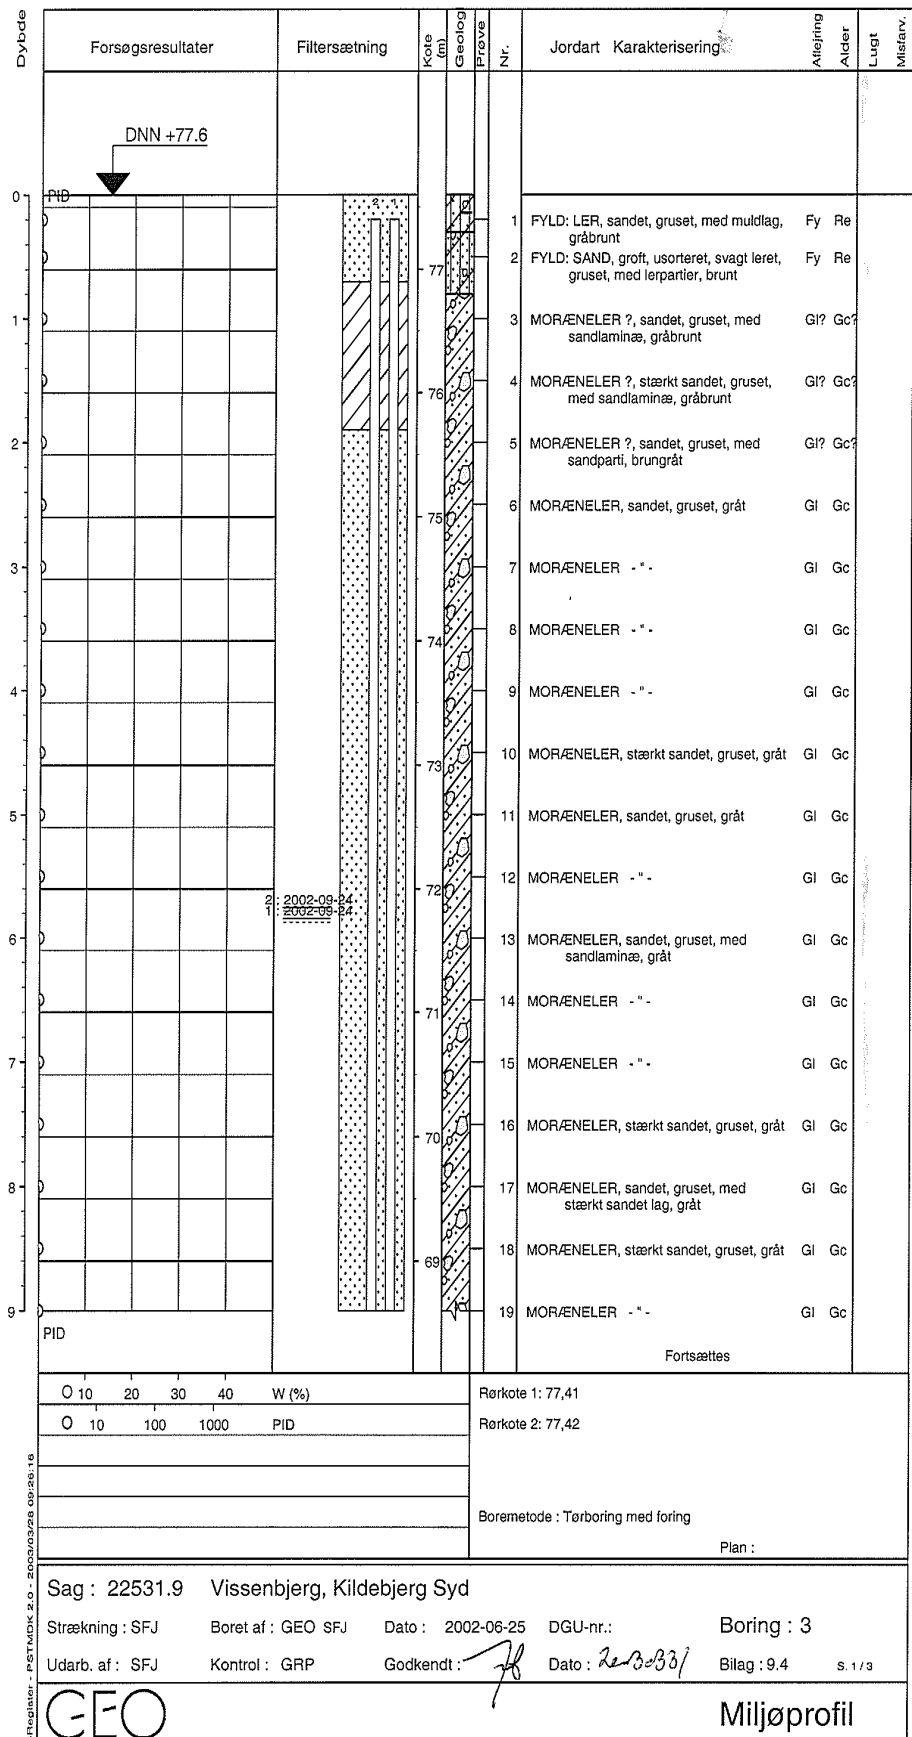 Dybde Forsøgsresultater Filtersætning Kote (m) Geologi Prøve Nr. Jordart Karakterisering Aflejring Alder Lugt Misfarv.
DNN +77.6
0 PID
2 1
1 FYLD: LER, sandet, gruset, med muldlag, Fy Re
gråbrunt
77 2 FYLD: SAND, groft, usorteret, svagt leret, Fy Re
gruset, med lerpartier, brunt
1 3 MORÆNELER ?, sandet, gruset, med Gl? Gc?
sandlaminæ, gråbrunt
76 4 MORÆNELER ?, stærkt sandet, gruset, Gl? Gc?
med sandlaminæ, gråbrunt
2 5 MORÆNELER ?, sandet, gruset, med Gl? Gc?
sandparti, brungråt
75 6 MORÆNELER, sandet, gruset, gråt Gl Gc
3 7 MORÆNELER - " - Gl Gc
74 8 MORÆNELER - " - Gl Gc
4 9 MORÆNELER - " - Gl Gc
73 10 MORÆNELER, stærkt sandet, gruset, gråt Gl Gc
5 11 MORÆNELER, sandet, gruset, gråt Gl Gc
72 12 MORÆNELER - " - Gl Gc
2 : 2002-09-24
1 : 2002-09-24
6 13 MORÆNELER, sandet, gruset, med Gl Gc
sandlaminæ, gråt
71 14 MORÆNELER - " - Gl Gc
7 15 MORÆNELER - " - Gl Gc
70 16 MORÆNELER, stærkt sandet, gruset, gråt Gl Gc
8 17 MORÆNELER, sandet, gruset, med Gl Gc
stærkt sandet lag, gråt
69 18 MORÆNELER, stærkt sandet, gruset, gråt Gl Gc
9 19 MORÆNELER - " - Gl Gc
PID
Fortsættes
O 10 20 30 40 W (%) Rørkote 1: 77,41
O 10 100 1000 PID Rørkote 2: 77,42
Boremetode : Tørboring med foring
Plan :
Register - PSTMDK 2.0 - 2003/03/28 09:26:16
Sag : 22531.9 Vissenbjerg, Kildebjerg Syd
Strækning : SFJ Boret af : GEO SFJ Dato : 2002-06-25 DGU-nr.: Boring : 3
Udarb. af : SFJ Kontrol : GRP Godkendt : Dato : Bilag : 9.4 S. 1 / 3
GEO Miljøprofil